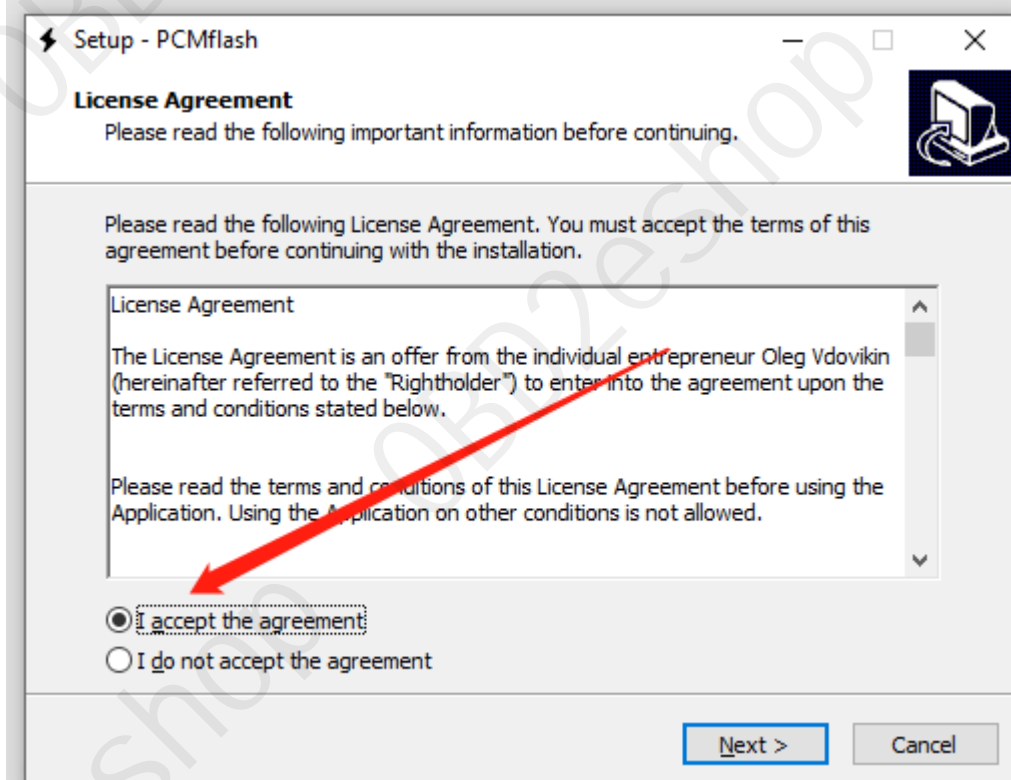 OBD2eshop
Setup - PCMflash
License Agreement
Please read the following important information before continuing.
Please read the following License Agreement. You must accept the terms of this
agreement before continuing with the installation.
License Agreement
The License Agreement is an offer from the individual entrepreneur Oleg Vdovikin
(hereinafter referred to the "Rightholder") to enter into the agreement upon the
terms and conditions stated below.
Please read the terms and conditions of this License Agreement before using the
Application. Using the Application on other conditions is not allowed.
I accept the agreement
I do not accept the agreement
shop
Next >
Cancel